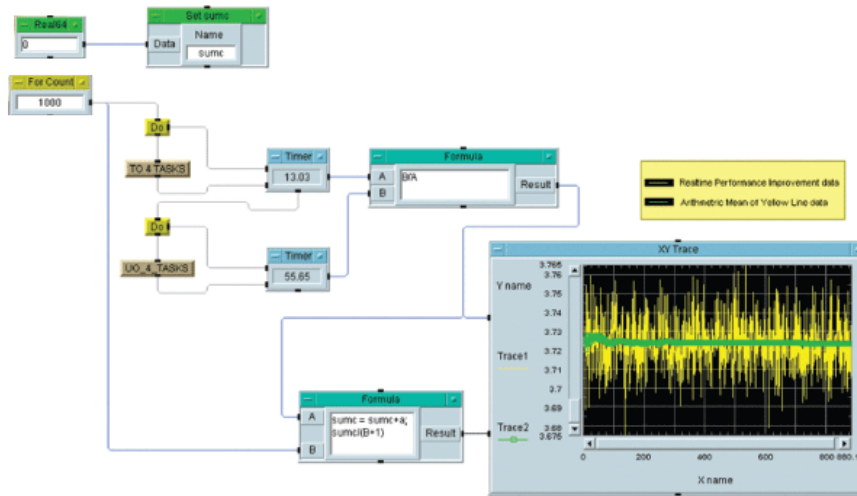 Real64
0
Set sumc
Data
Name
sumc
For Count
1000
Do
TO 4 TASKS
Timer
13.03
Formula
A
B
B/A
Result
Do
UO_4_TASKS
Timer
55.65
Realtime Performance Improvement data
Arithmetric Mean of Yellow Line data
XY Trace
Y name
Trace1
Trace2
3.765
3.76
3.75
3.74
3.73
3.72
3.71
3.7
3.69
3.68
3.675
0
200
400
600
800
X name
Formula
A
B
sumc = sumc+a;
sumc/(B+1)
Result